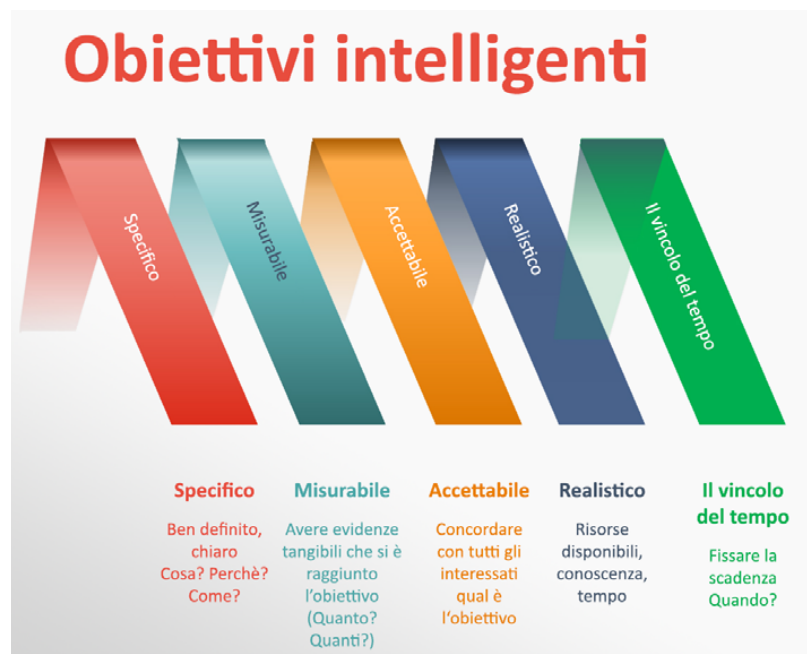 Obiettivi intelligenti
Specifico
Misurabile
Accettabile
Realistico
Il vincolo del tempo
Specifico
Ben definito,
chiaro
Cosa? Perchè?
Come?
Misurabile
Avere evidenze
tangibili che si è
raggiunto
l'obiettivo
(Quanto?
Quanti?)
Accettabile
Concordare
con tutti gli
interessati
qual è
l'obiettivo
Realistico
Risorse
disponibili,
conoscenza,
tempo
Il vincolo
del tempo
Fissare la
scadenza
Quando?